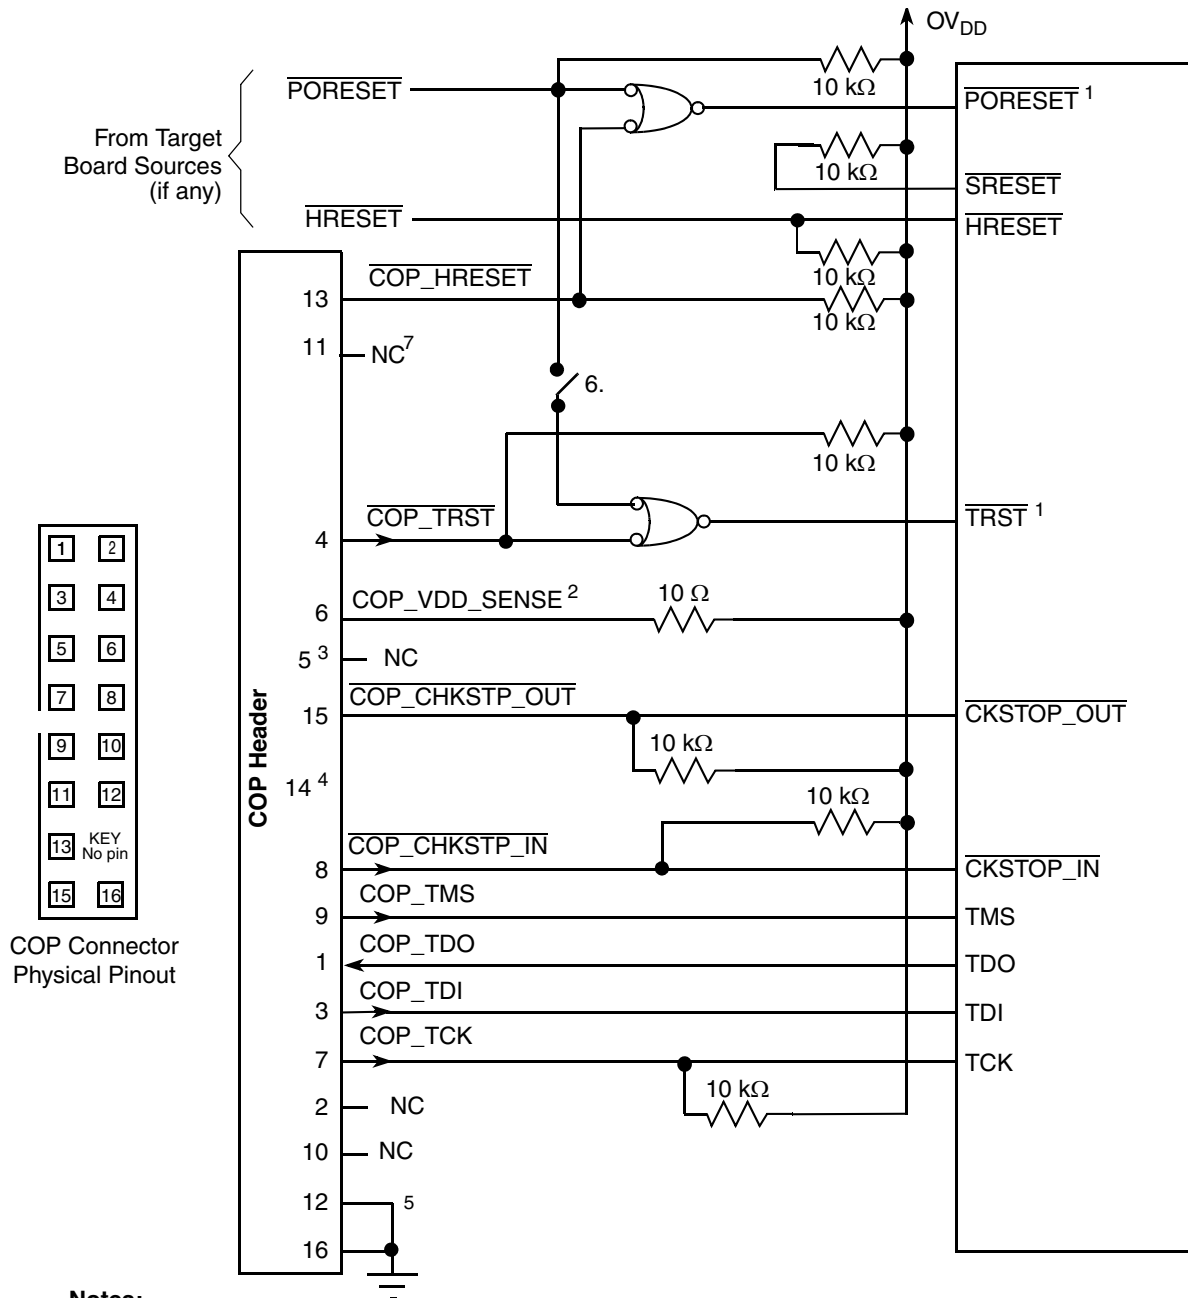 OVDD
PORESET
10 kΩ
PORESET 1
From Target
Board Sources
(if any)
10 kΩ
SRESET
HRESET
HRESET
10 kΩ
COP_HRESET
13
10 kΩ
11
NC7
6.
10 kΩ
COP_TRST
4
TRST 1
COP_VDD_SENSE 2
10 Ω
6
5 3
NC
COP_CHKSTP_OUT
15
CKSTOP_OUT
10 kΩ
COP Header
14 4
10 kΩ
COP_CHKSTP_IN
8
CKSTOP_IN
COP_TMS
9
TMS
COP_TDO
1
TDO
COP_TDI
3
TDI
COP_TCK
7
TCK
10 kΩ
2
NC
10
NC
12
5
16
1 2
3 4
5 6
7 8
9 10
11 12
13 KEY
No pin
15 16
COP Connector
Physical Pinout
Notes: